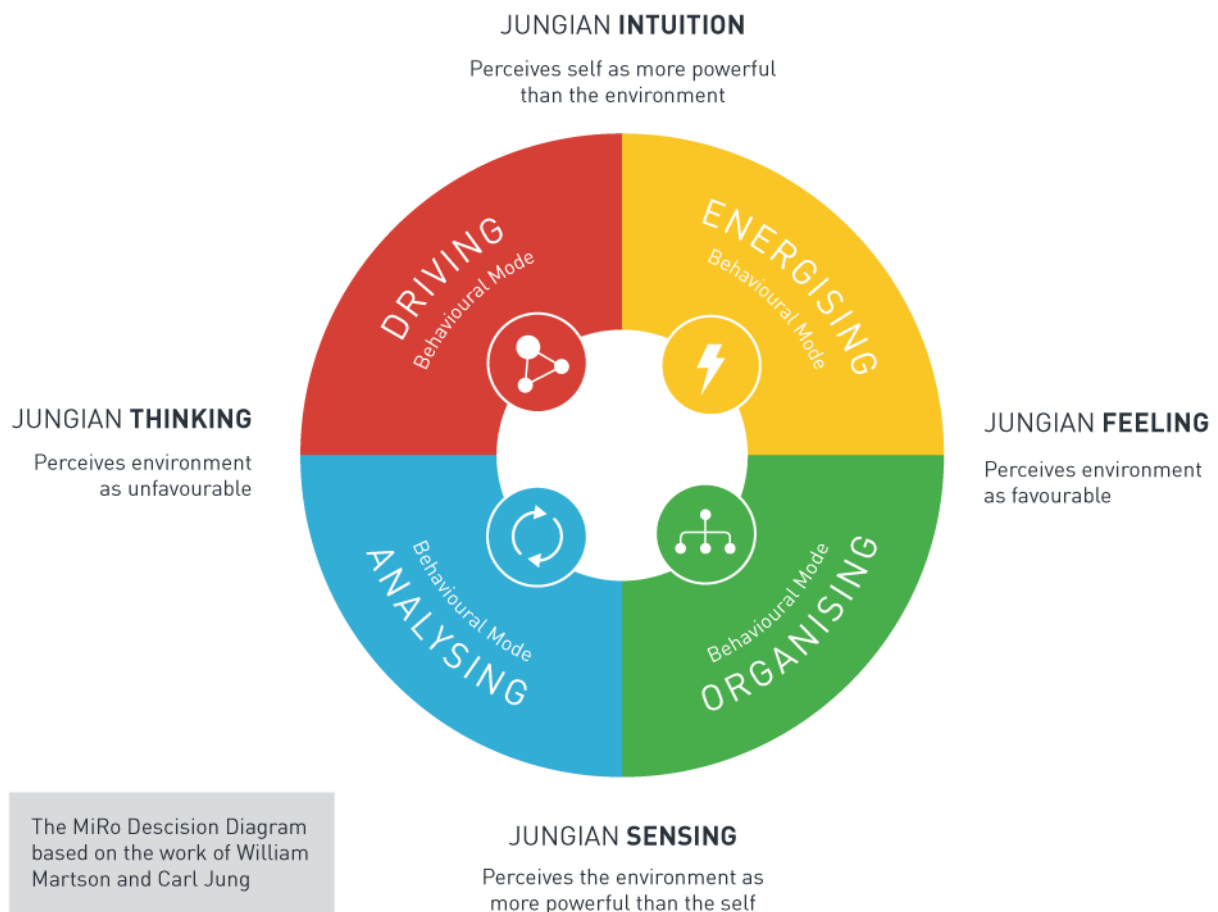 JUNGIAN INTUITION
Perceives self as more powerful
than the environment
DRIVING
Behavioural Mode
ENERGISING
Behavioural Mode
JUNGIAN THINKING
Perceives environment
as unfavourable
JUNGIAN FEELING
Perceives environment
as favourable
Behavioural Mode
ANALYSING
Behavioural Mode
ORGANISING
The MiRo Descision Diagram
based on the work of William
Martson and Carl Jung
JUNGIAN SENSING
Perceives the environment as
more powerful than the self